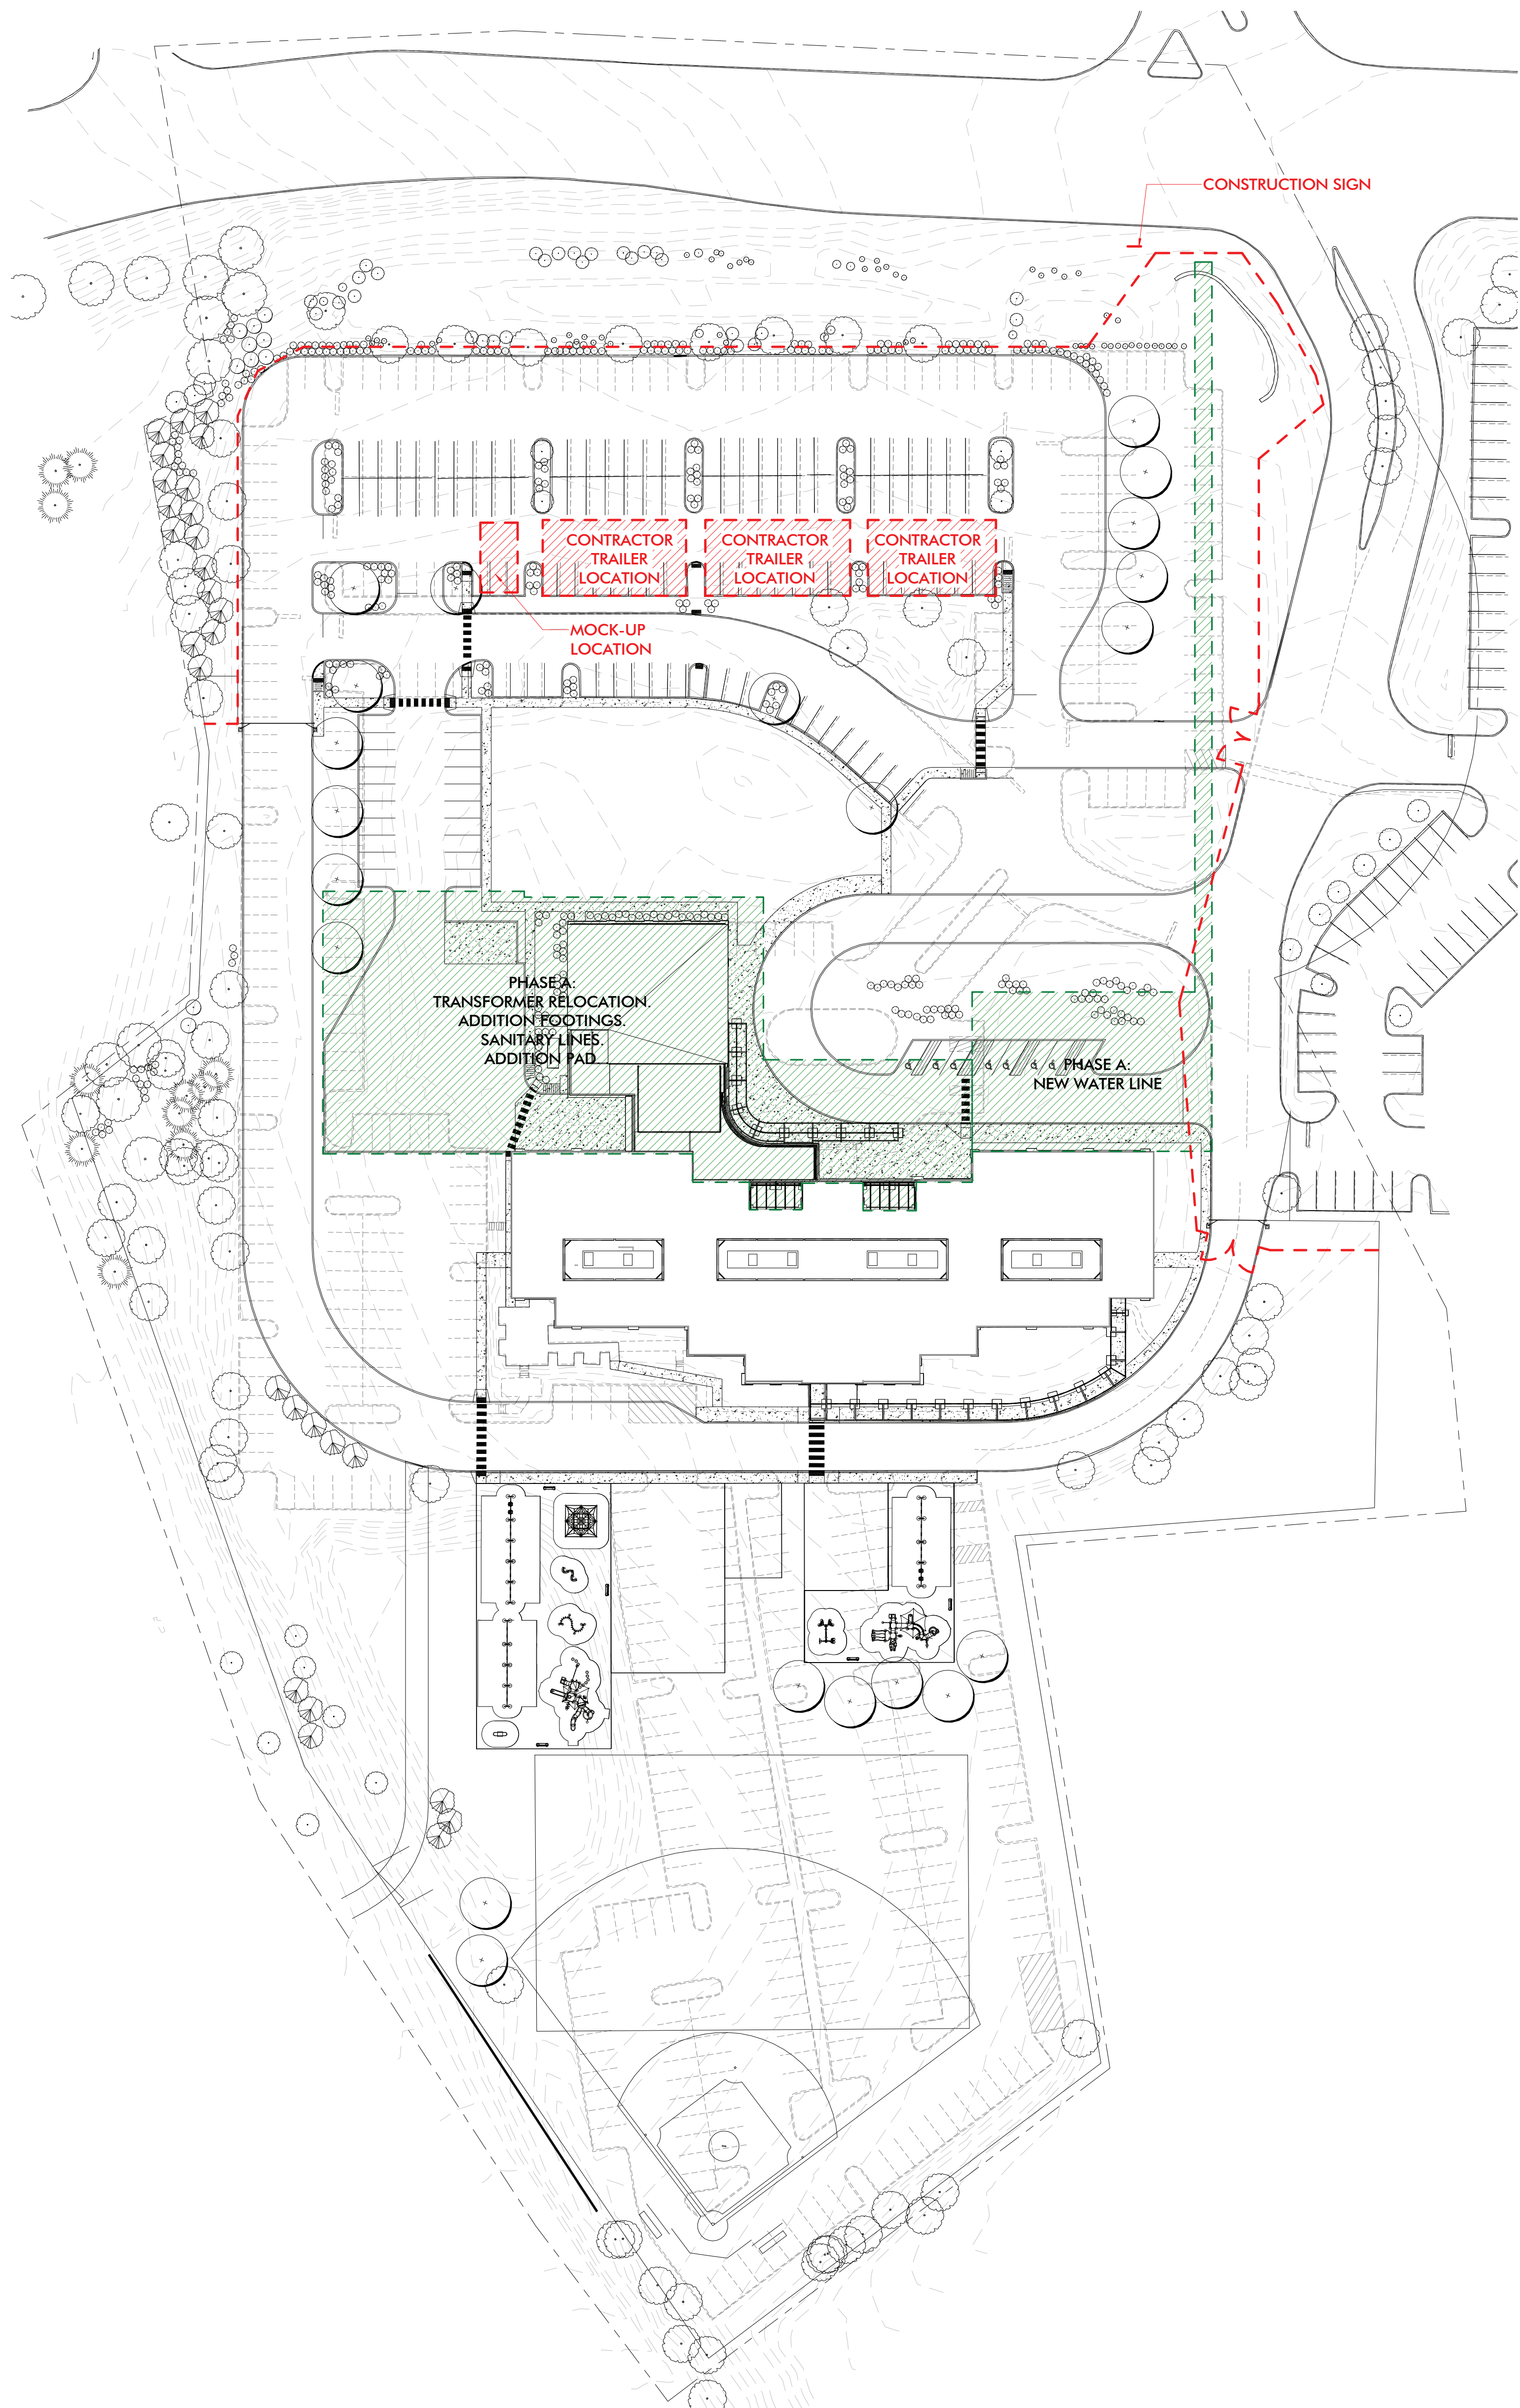 CONSTRUCTION SIGN
CONTRACTOR
TRAILER
LOCATION
CONTRACTOR
TRAILER
LOCATION
CONTRACTOR
TRAILER
LOCATION
MOCK-UP
LOCATION
PHASE A:
TRANSFORMER RELOCATION.
ADDITION FOOTINGS.
SANITARY LINES.
ADDITION PAD
PHASE A:
NEW WATER LINE